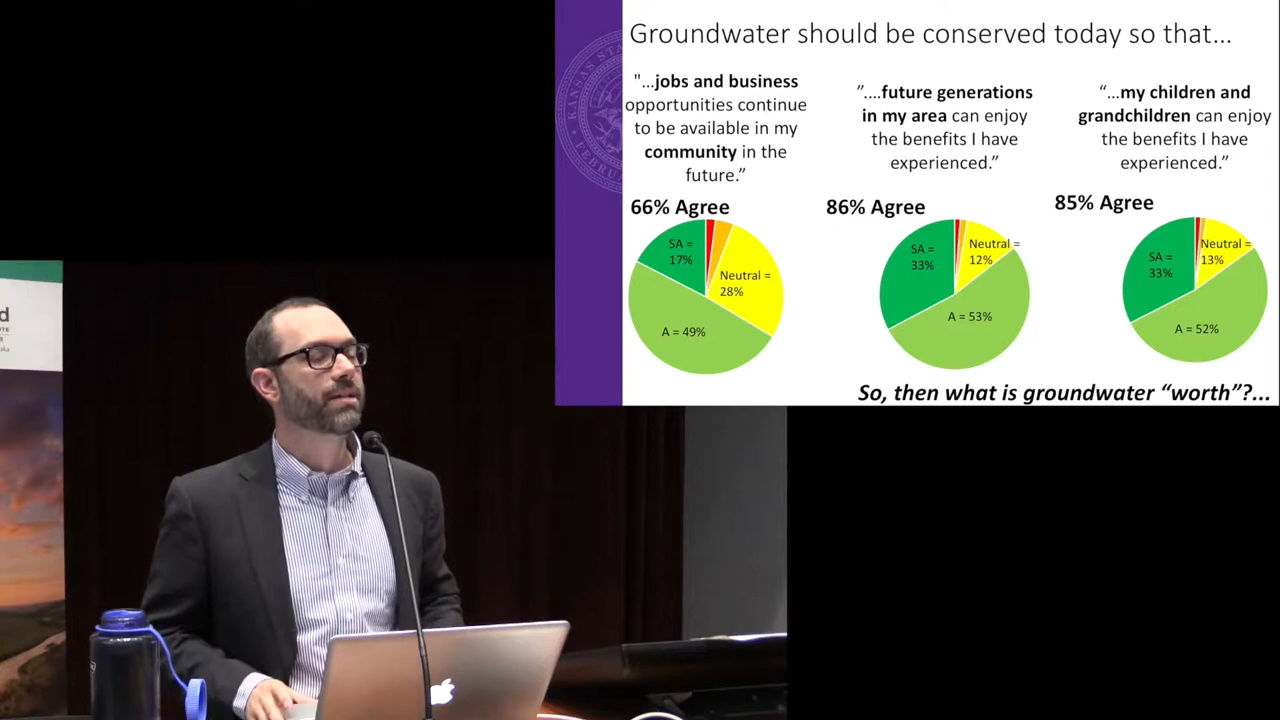 Groundwater should be conserved today so that...
"...jobs and business
opportunities continue
to be available in my
community in the
future.”
66% Agree
SA =
17%
Neutral =
28%
A = 49%
”....future generations
in my area can enjoy
the benefits I have
experienced.”
86% Agree
SA =
33%
Neutral =
12%
A = 53%
“...my children and
grandchildren can enjoy
the benefits I have
experienced.”
85% Agree
SA =
33%
Neutral =
13%
A = 52%
So, then what is groundwater “worth”?...
KANSAS STA
FEBRU
d